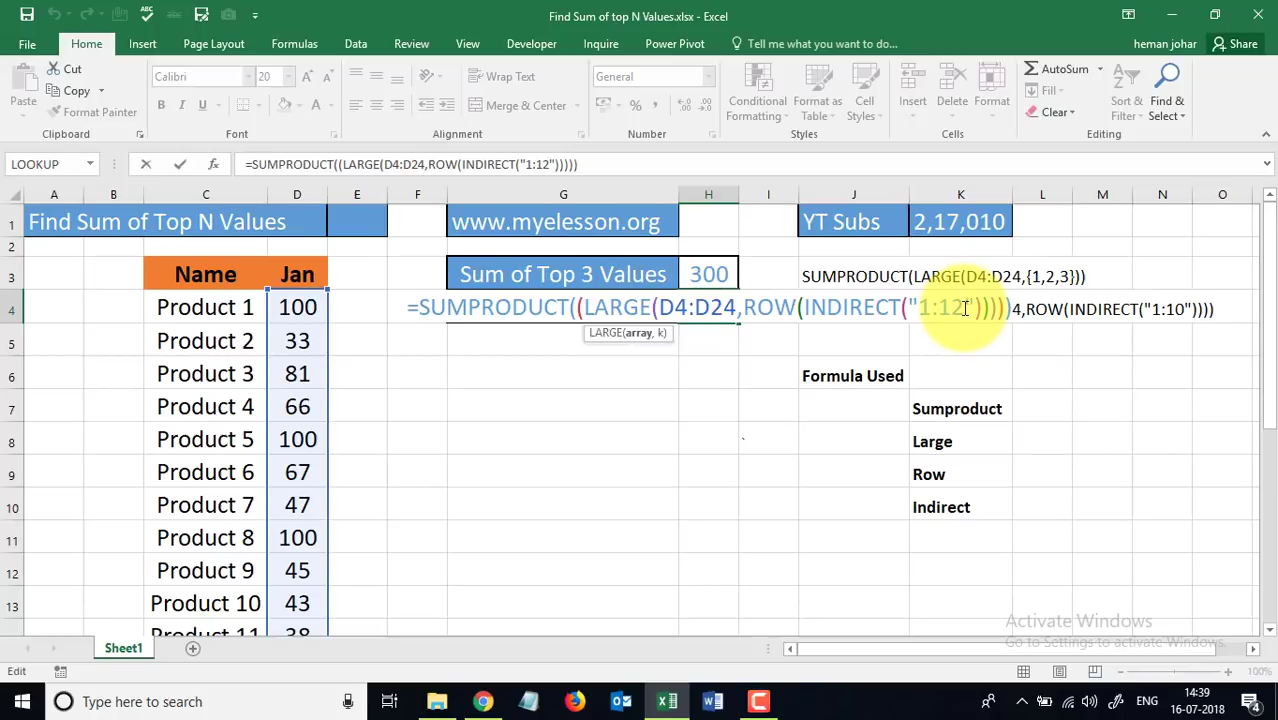 Find Sum of top N Values.xlsx - Excel
File Home Insert Page Layout Formulas Data Review View Developer Inquire Power Pivot Tell me what you want to do... heman johar Share
Paste
Cut
Copy
Format Painter
Clipboard
Calibri 20
B I U
Font
Wrap Text
Merge & Center
Alignment
General
%
Number
Conditional Formatting
Format as Table
Cell Styles
Styles
Insert
Delete
Format
Cells
AutoSum
Fill
Clear
Sort & Filter
Find & Select
Editing
LOOKUP =SUMPRODUCT((LARGE(D4:D24,ROW(INDIRECT("1:12")))))
A B C D E F G H I J K L M N O
1 Find Sum of Top N Values www.myelesson.org YT Subs 2,17,010
2
3 Name Jan Sum of Top 3 Values 300 SUMPRODUCT(LARGE(D4:D24,{1,2,3}))
4 Product 1 100 =SUMPRODUCT((LARGE(D4:D24,ROW(INDIRECT("1:12"))))) 4,ROW(INDIRECT("1:10"))))
LARGE(array, k)
5 Product 2 33
6 Product 3 81 Formula Used
7 Product 4 66 Sumproduct
8 Product 5 100 ` Large
9 Product 6 67 Row
10 Product 7 47 Indirect
11 Product 8 100
12 Product 9 45
13 Product 10 43
Product 11 38
Activate Windows
Go to Settings to activate Windows.
Sheet1
Edit 100%
Type here to search
ENG
14:39
16-07-2018
4